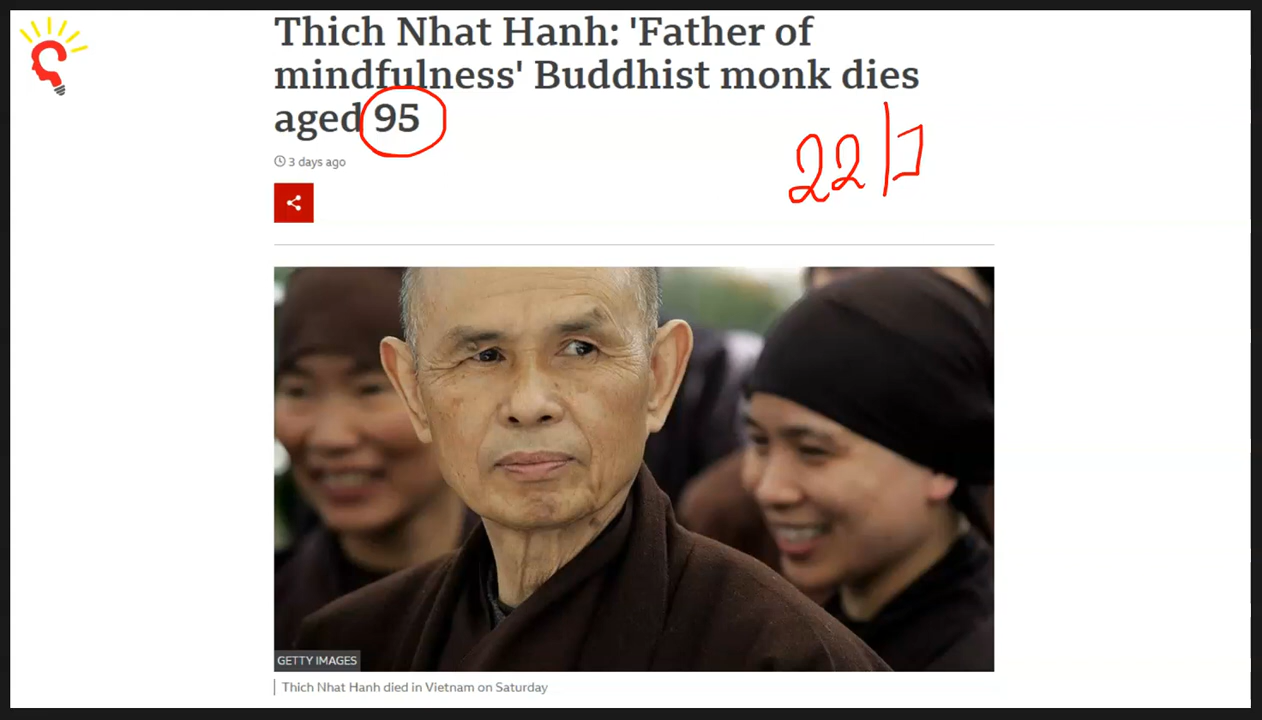 Thich Nhat Hanh: 'Father of
mindfulness' Buddhist monk dies
aged 95
3 days ago
22
GETTY IMAGES
Thich Nhat Hanh died in Vietnam on Saturday